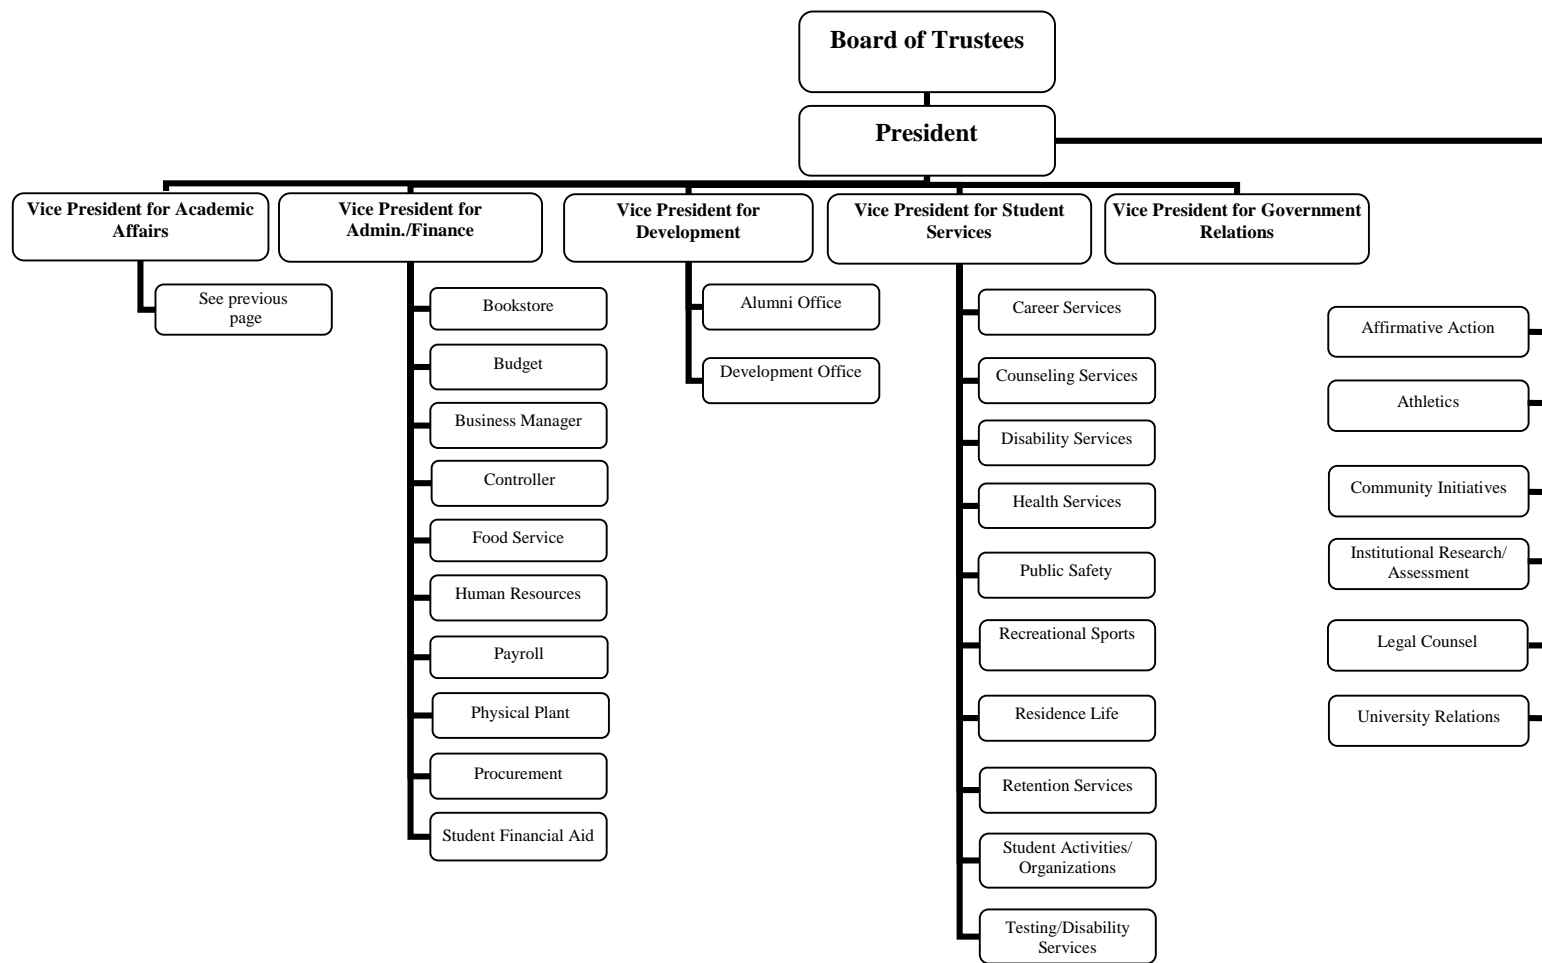 Board of Trustees
President
Vice President for Academic
Affairs
Vice President for
Admin./Finance
Vice President for
Development
Vice President for Student
Services
Vice President for Government
Relations
See previous
page
Bookstore
Budget
Business Manager
Controller
Food Service
Human Resources
Payroll
Physical Plant
Procurement
Student Financial Aid
Alumni Office
Development Office
Career Services
Counseling Services
Disability Services
Health Services
Public Safety
Recreational Sports
Residence Life
Retention Services
Student Activities/
Organizations
Testing/Disability
Services
Affirmative Action
Athletics
Community Initiatives
Institutional Research/
Assessment
Legal Counsel
University Relations